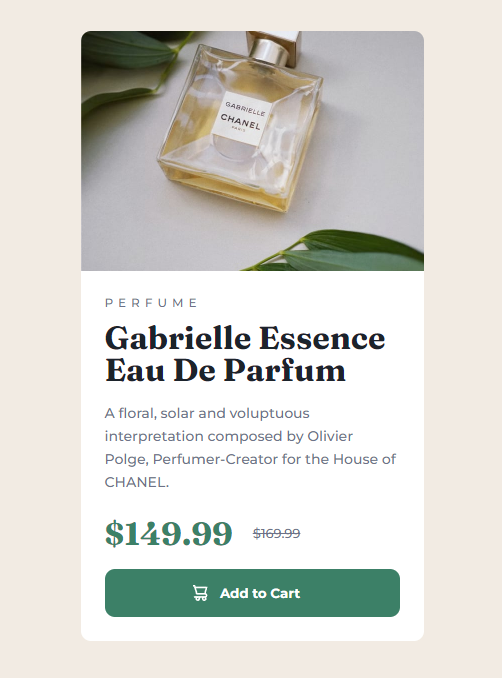 GABRIELLE
CHANEL
PARIS
PERFUME
Gabrielle Essence
Eau De Parfum
A floral, solar and voluptuous
interpretation composed by Olivier
Polge, Perfumer-Creator for the House of
CHANEL.
$149.99 $169.99
Add to Cart